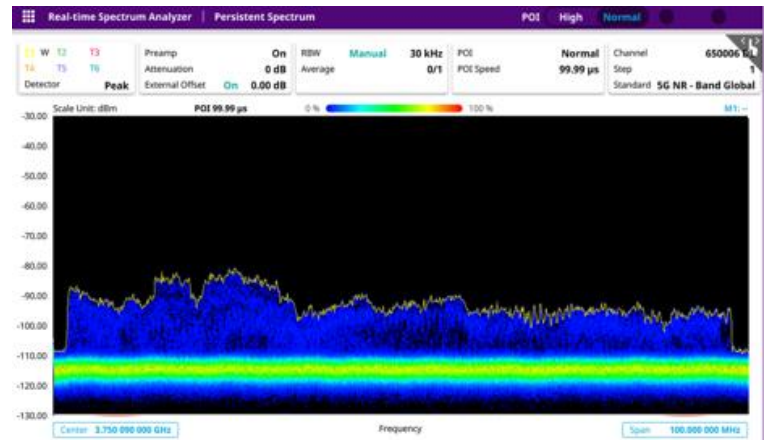 Real-time Spectrum Analyzer | Persistent Spectrum POI High Normal
W T2 T3
T4 T5 T6
Detector Peak
Preamp On
Attenuation 0 dB
External Offset On 0.00 dB
RBW Manual 30 kHz
Average 0/1
POI Normal
POI Speed 99.99 µs
Channel 650006
Step 1
Standard 5G NR - Band Global
Scale Unit: dBm POI 99.99 µs 0 % 100 % M1: --
-30.00
-40.00
-50.00
-60.00
-70.00
-80.00
-90.00
-100.00
-110.00
-120.00
-130.00
Center 3.750 090 000 GHz Frequency Span 100.000 000 MHz